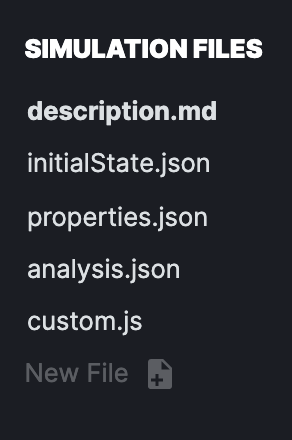 SIMULATION FILES
description.md
initialState.json
properties.json
analysis.json
custom.js
New File